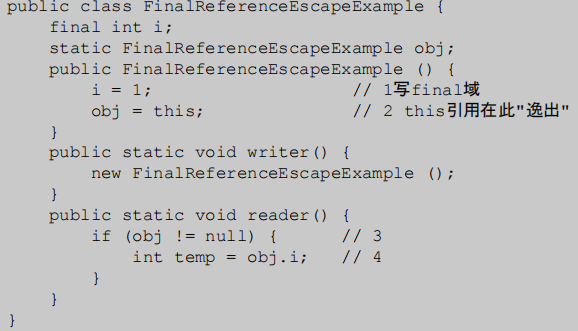 public class FinalReferenceEscapeExample {
    final int i;
    static FinalReferenceEscapeExample obj;
    public FinalReferenceEscapeExample () {
        i = 1;                    // 1写final域
        obj = this;               // 2 this引用在此"逸出"
    }
    public static void writer() {
        new FinalReferenceEscapeExample ();
    }
    public static void reader() {
        if (obj != null) {       // 3
            int temp = obj.i;    // 4
        }
    }
}